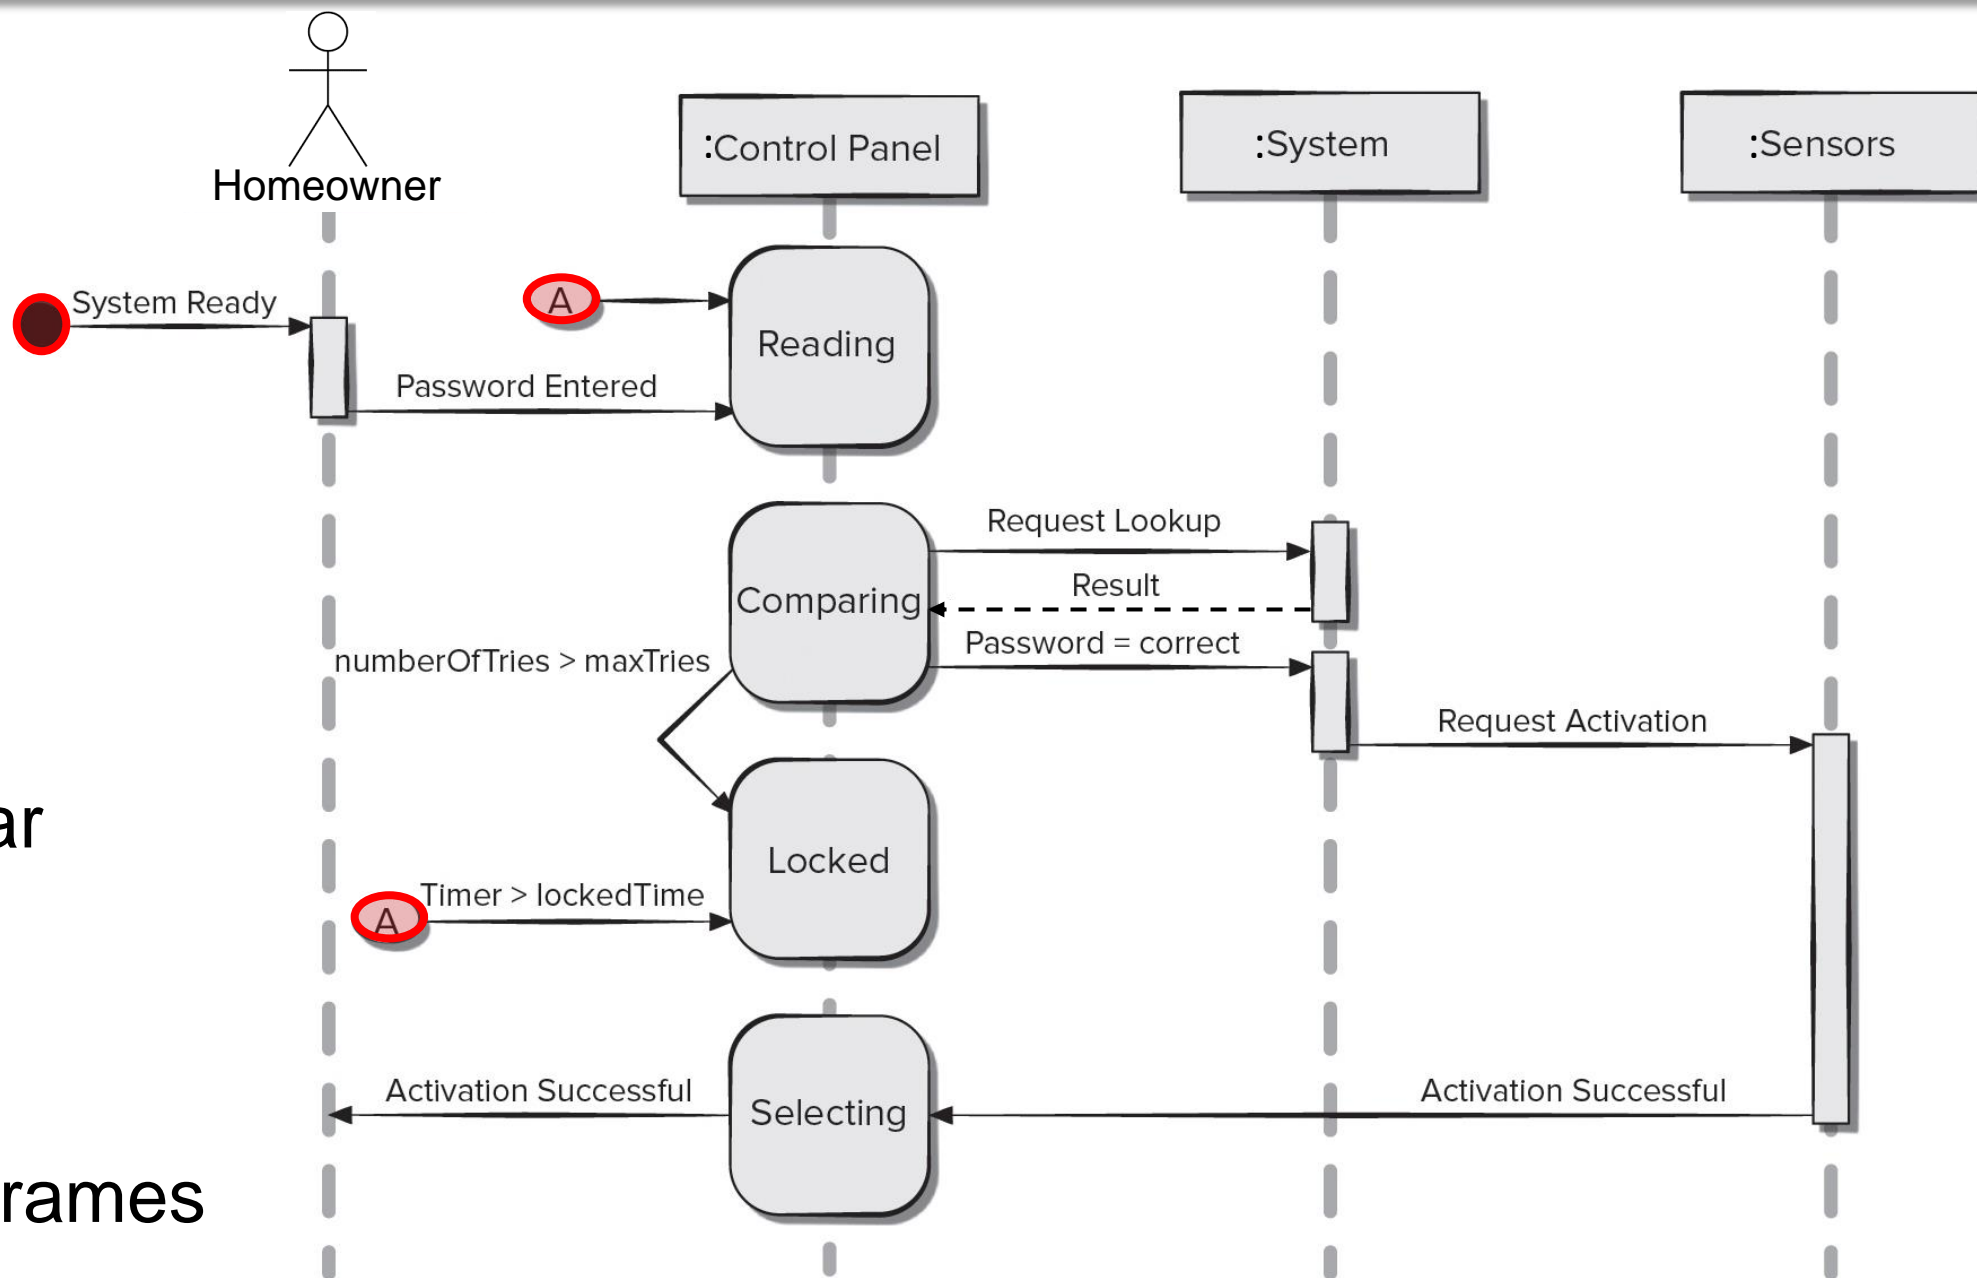 Homeowner
:Control Panel
:System
:Sensors
System Ready
A
Reading
Password Entered
Request Lookup
Result
Comparing
Password = correct
numberOfTries > maxTries
Request Activation
ar
Locked
Timer > lockedTime
A
Activation Successful
Selecting
Activation Successful
rames